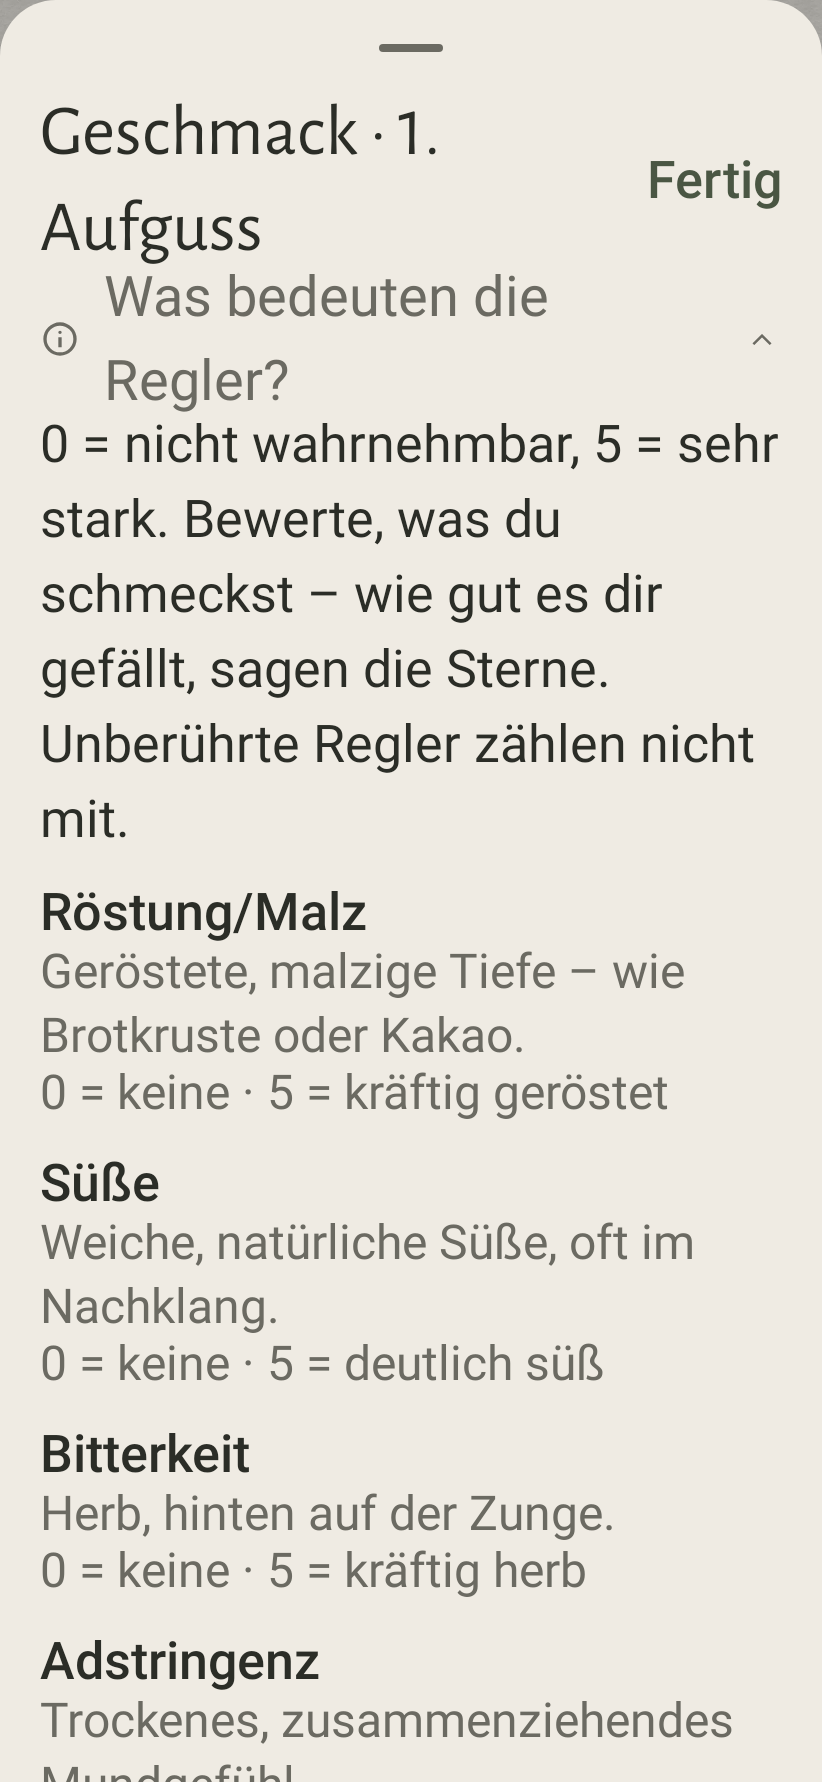 Geschmack · 1.
Aufguss
Fertig
Was bedeuten die
Regler?
0 = nicht wahrnehmbar, 5 = sehr
stark. Bewerte, was du
schmeckst – wie gut es dir
gefällt, sagen die Sterne.
Unberührte Regler zählen nicht
mit.
Röstung/Malz
Geröstete, malzige Tiefe – wie
Brotkruste oder Kakao.
0 = keine · 5 = kräftig geröstet
Süße
Weiche, natürliche Süße, oft im
Nachklang.
0 = keine · 5 = deutlich süß
Bitterkeit
Herb, hinten auf der Zunge.
0 = keine · 5 = kräftig herb
Adstringenz
Trockenes, zusammenziehendes
Mundgefühl